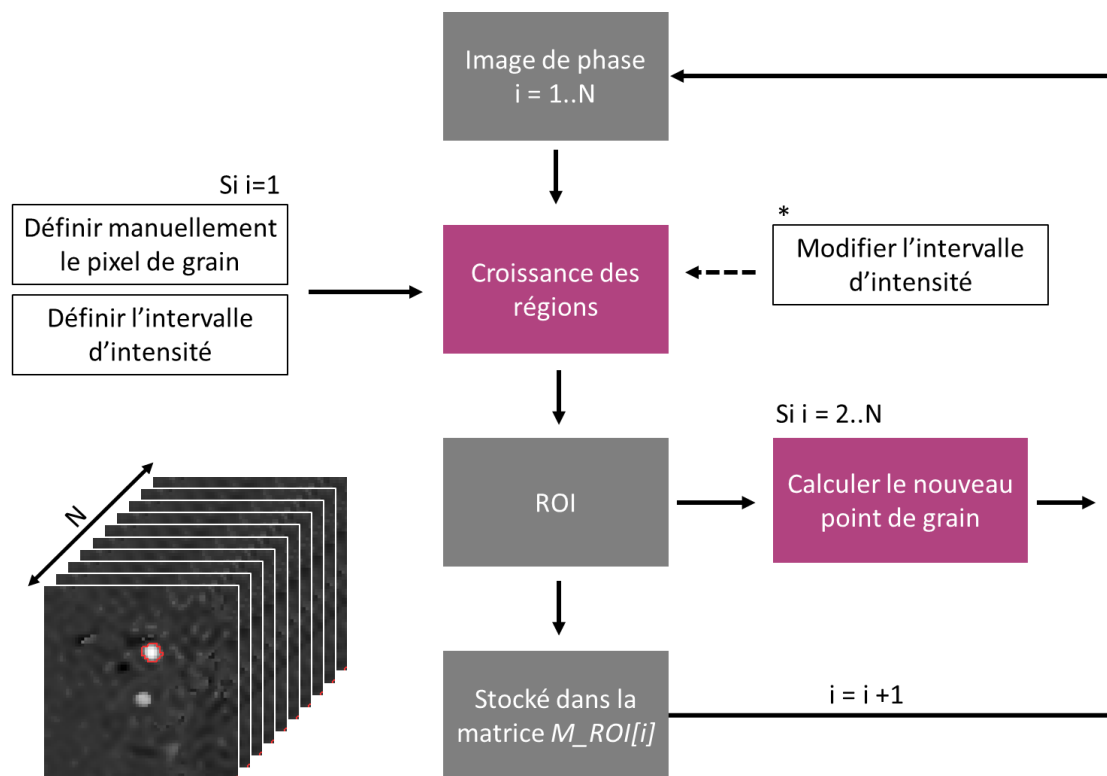 Image de phase
i = 1..N
Si i=1
Définir manuellement
le pixel de grain
Définir l'intervalle
d'intensité
Croissance des
régions
*
Modifier l'intervalle
d'intensité
ROI
Si i = 2..N
Calculer le nouveau
point de grain
N
Stocké dans la
matrice M_ROI[i]
i = i +1